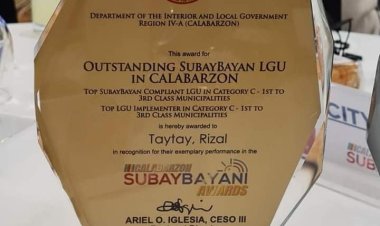 DEPARTMENT OF THE INTERIOR AND LOCAL GOVERNMENT
REGION IV-A (CALABARZON)
This award for
OUTSTANDING SUBAYBAYAN LGU
IN CALABARZON
TOP SUBAYBAYAN COMPLIANT LGU IN CATEGORY C - 1ST TO
3RD CLASS MUNICIPALITIES
TOP LGU IMPLEMENTER IN CATEGORY C - 1ST TO
3RD CLASS MUNICIPALITIES
is hereby awarded to
Taytay, Rizal
in recognition for their exemplary performance in the
CALABARZON
SUBAYBAYANI
AWARDS
ARIEL O. IGLESIA, CESO III
CITY